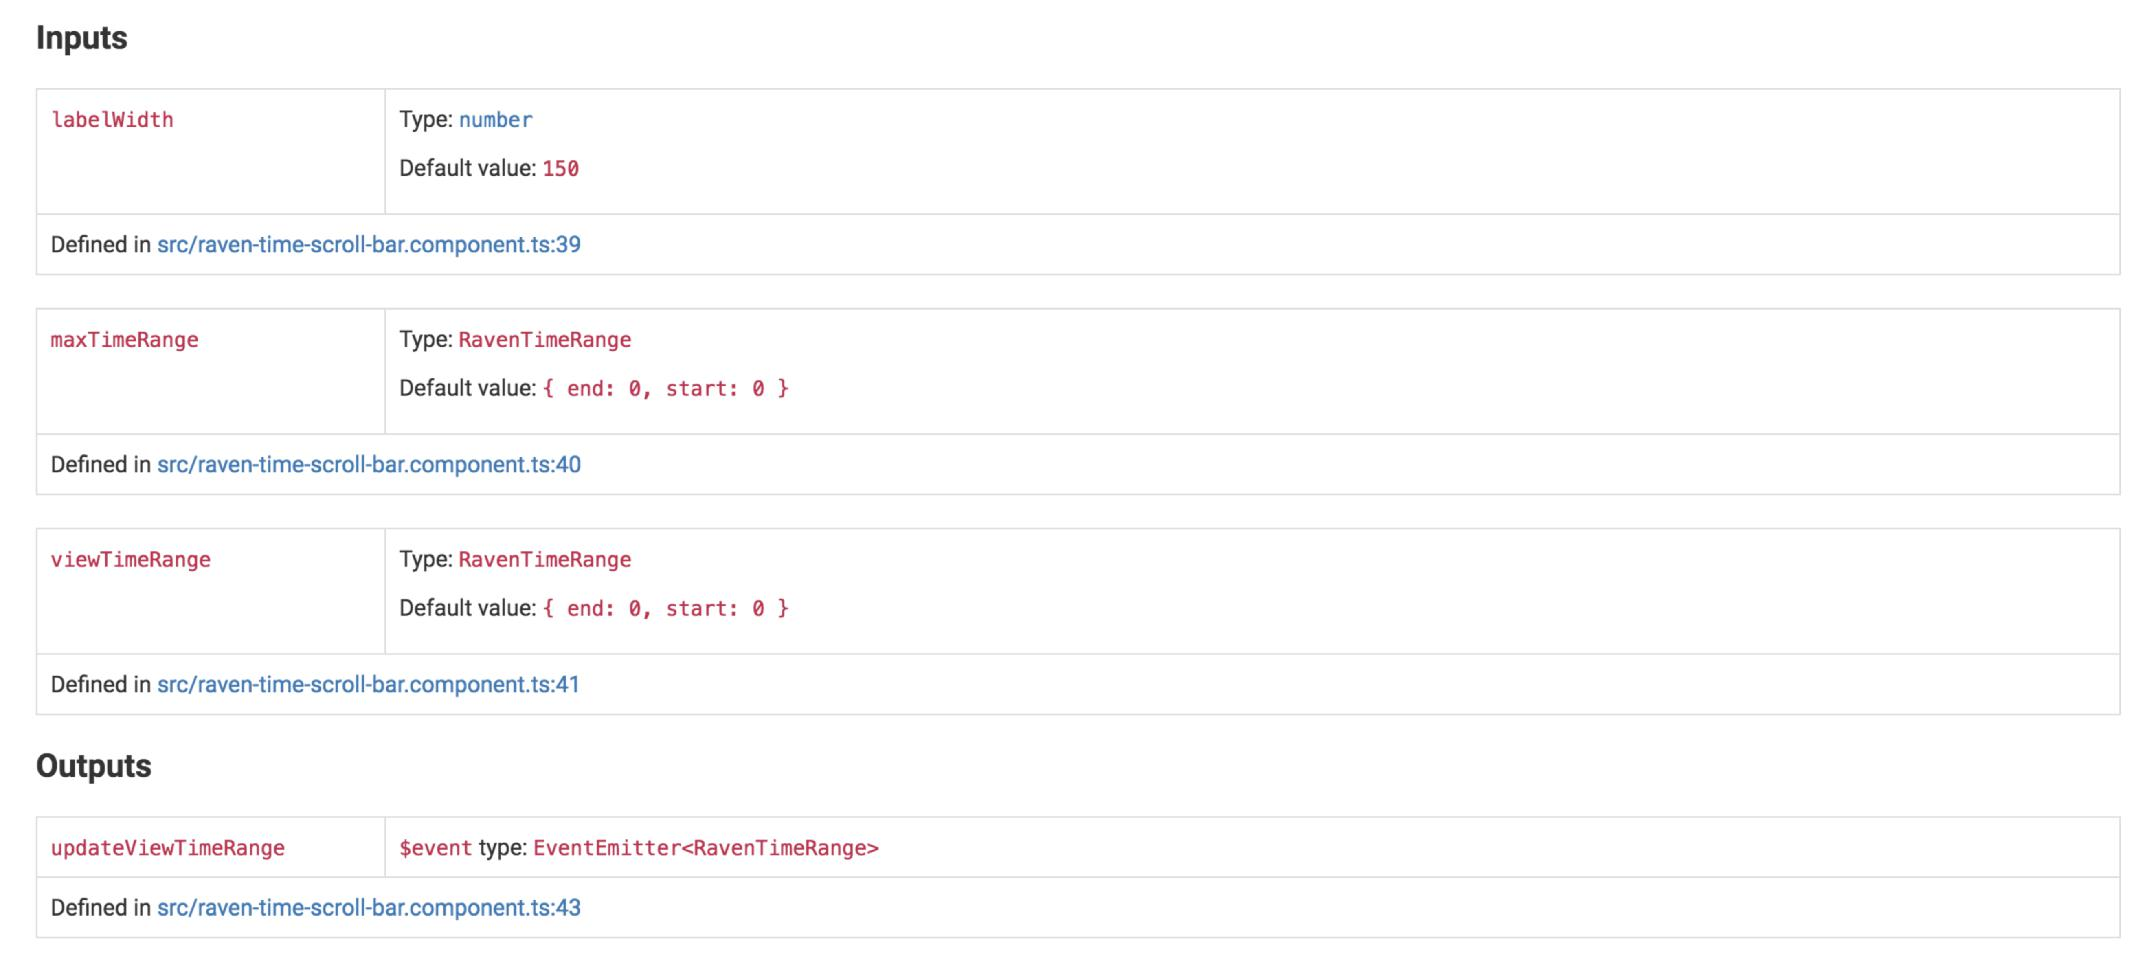 Inputs
labelWidth
Type: number
Default value: 150
Defined in src/raven-time-scroll-bar.component.ts:39
maxTimeRange
Type: RavenTimeRange
Default value: { end: 0, start: 0 }
Defined in src/raven-time-scroll-bar.component.ts:40
viewTimeRange
Type: RavenTimeRange
Default value: { end: 0, start: 0 }
Defined in src/raven-time-scroll-bar.component.ts:41
Outputs
updateViewTimeRange
$event type: EventEmitter<RavenTimeRange>
Defined in src/raven-time-scroll-bar.component.ts:43